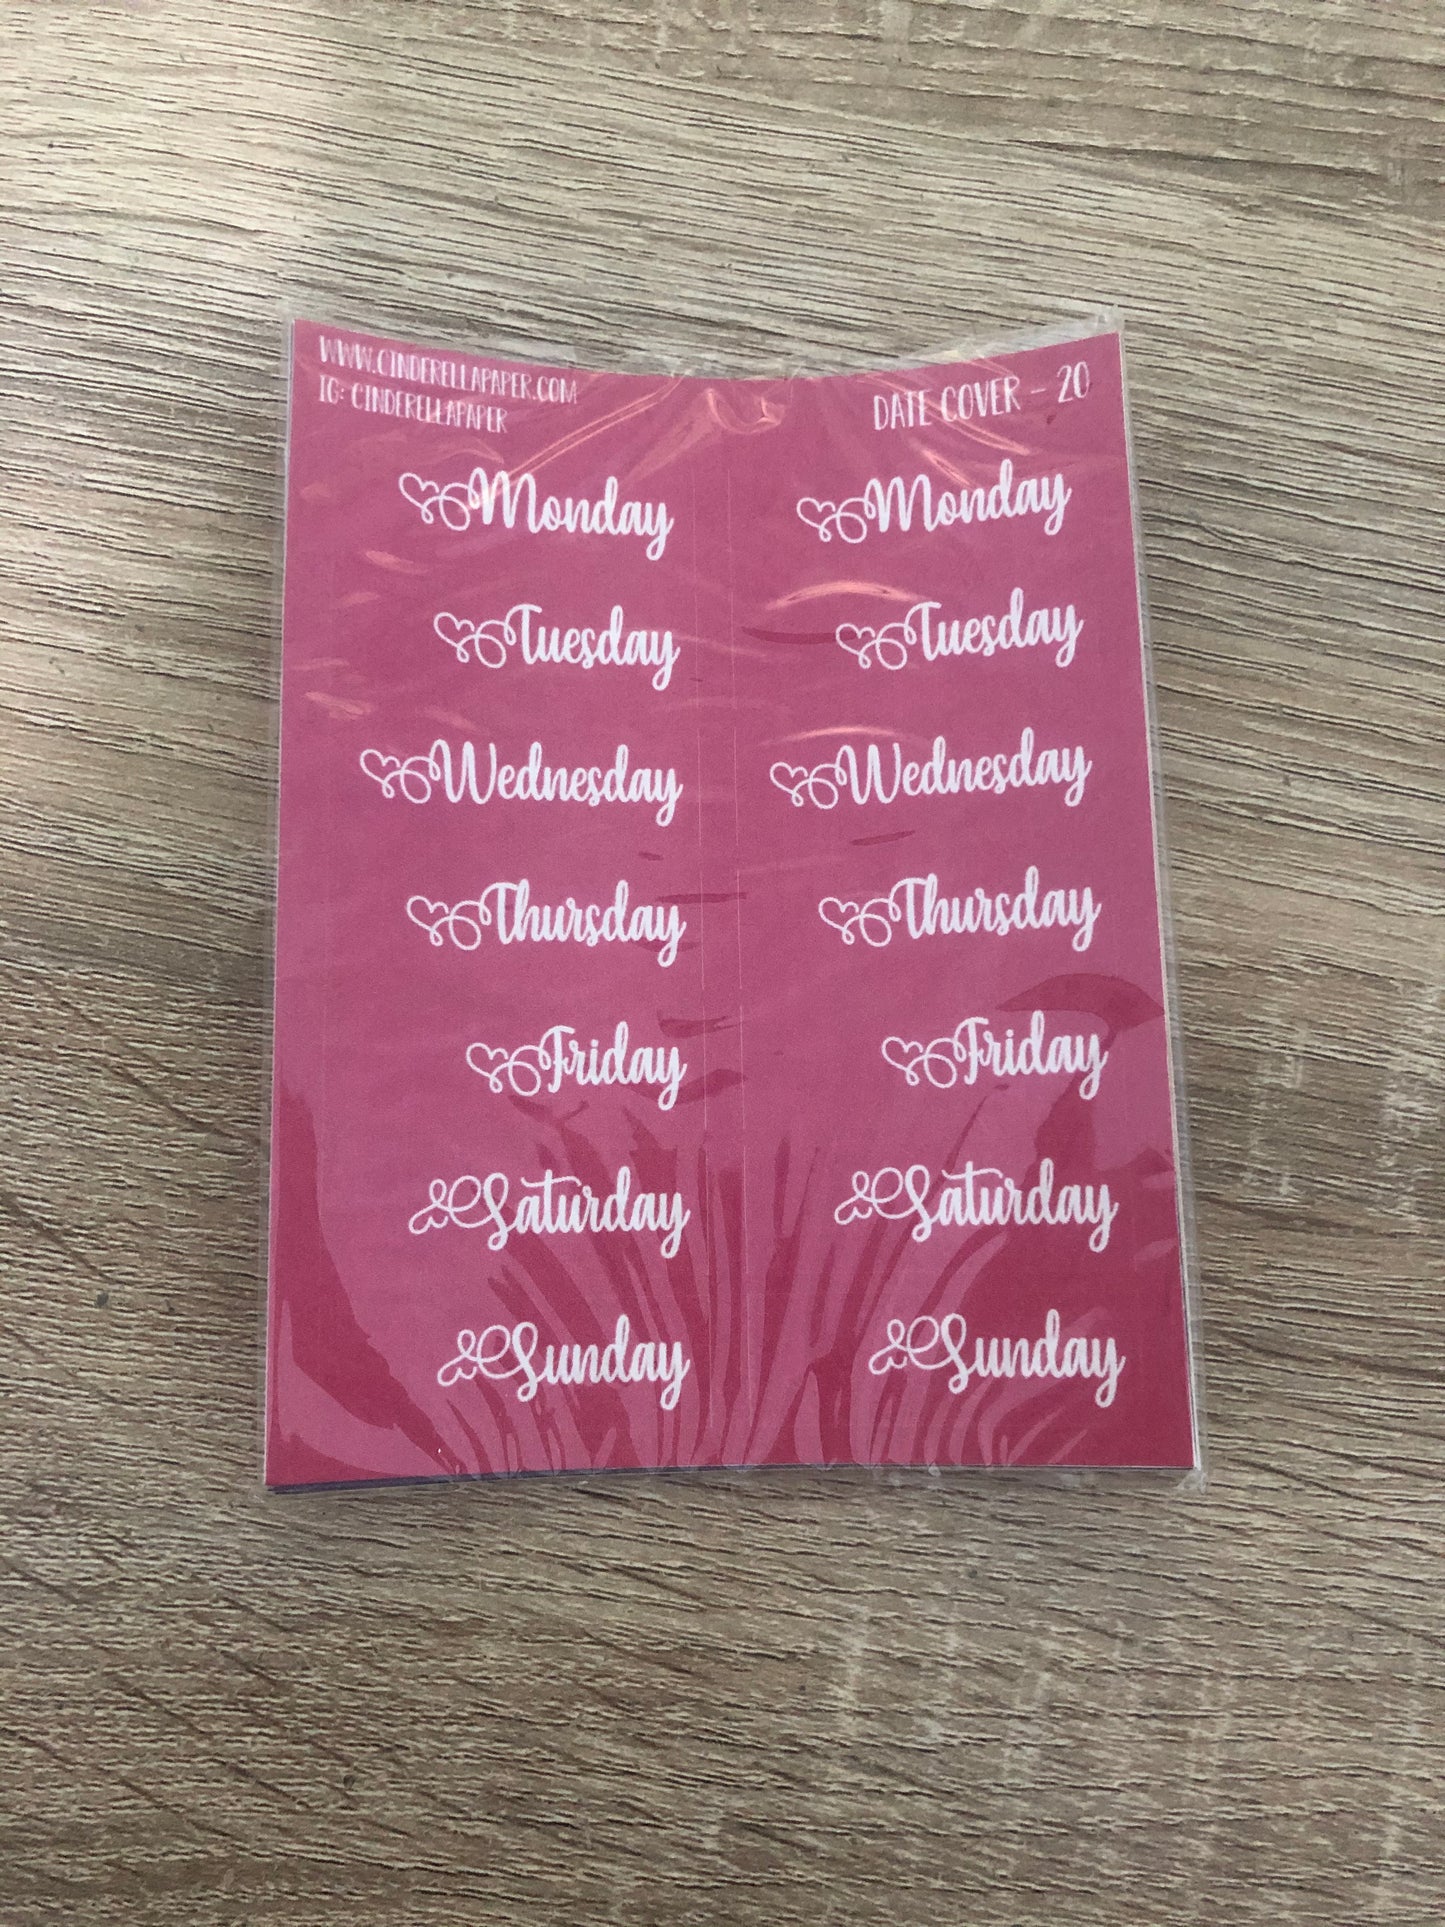 WWW.CINDERELLAPAPER.COM
IG: CINDERELLAPAPER
DATE COVER - 20
Monday Monday
Tuesday Tuesday
Wednesday Wednesday
Thursday Thursday
Friday Friday
Saturday Saturday
Sunday Sunday